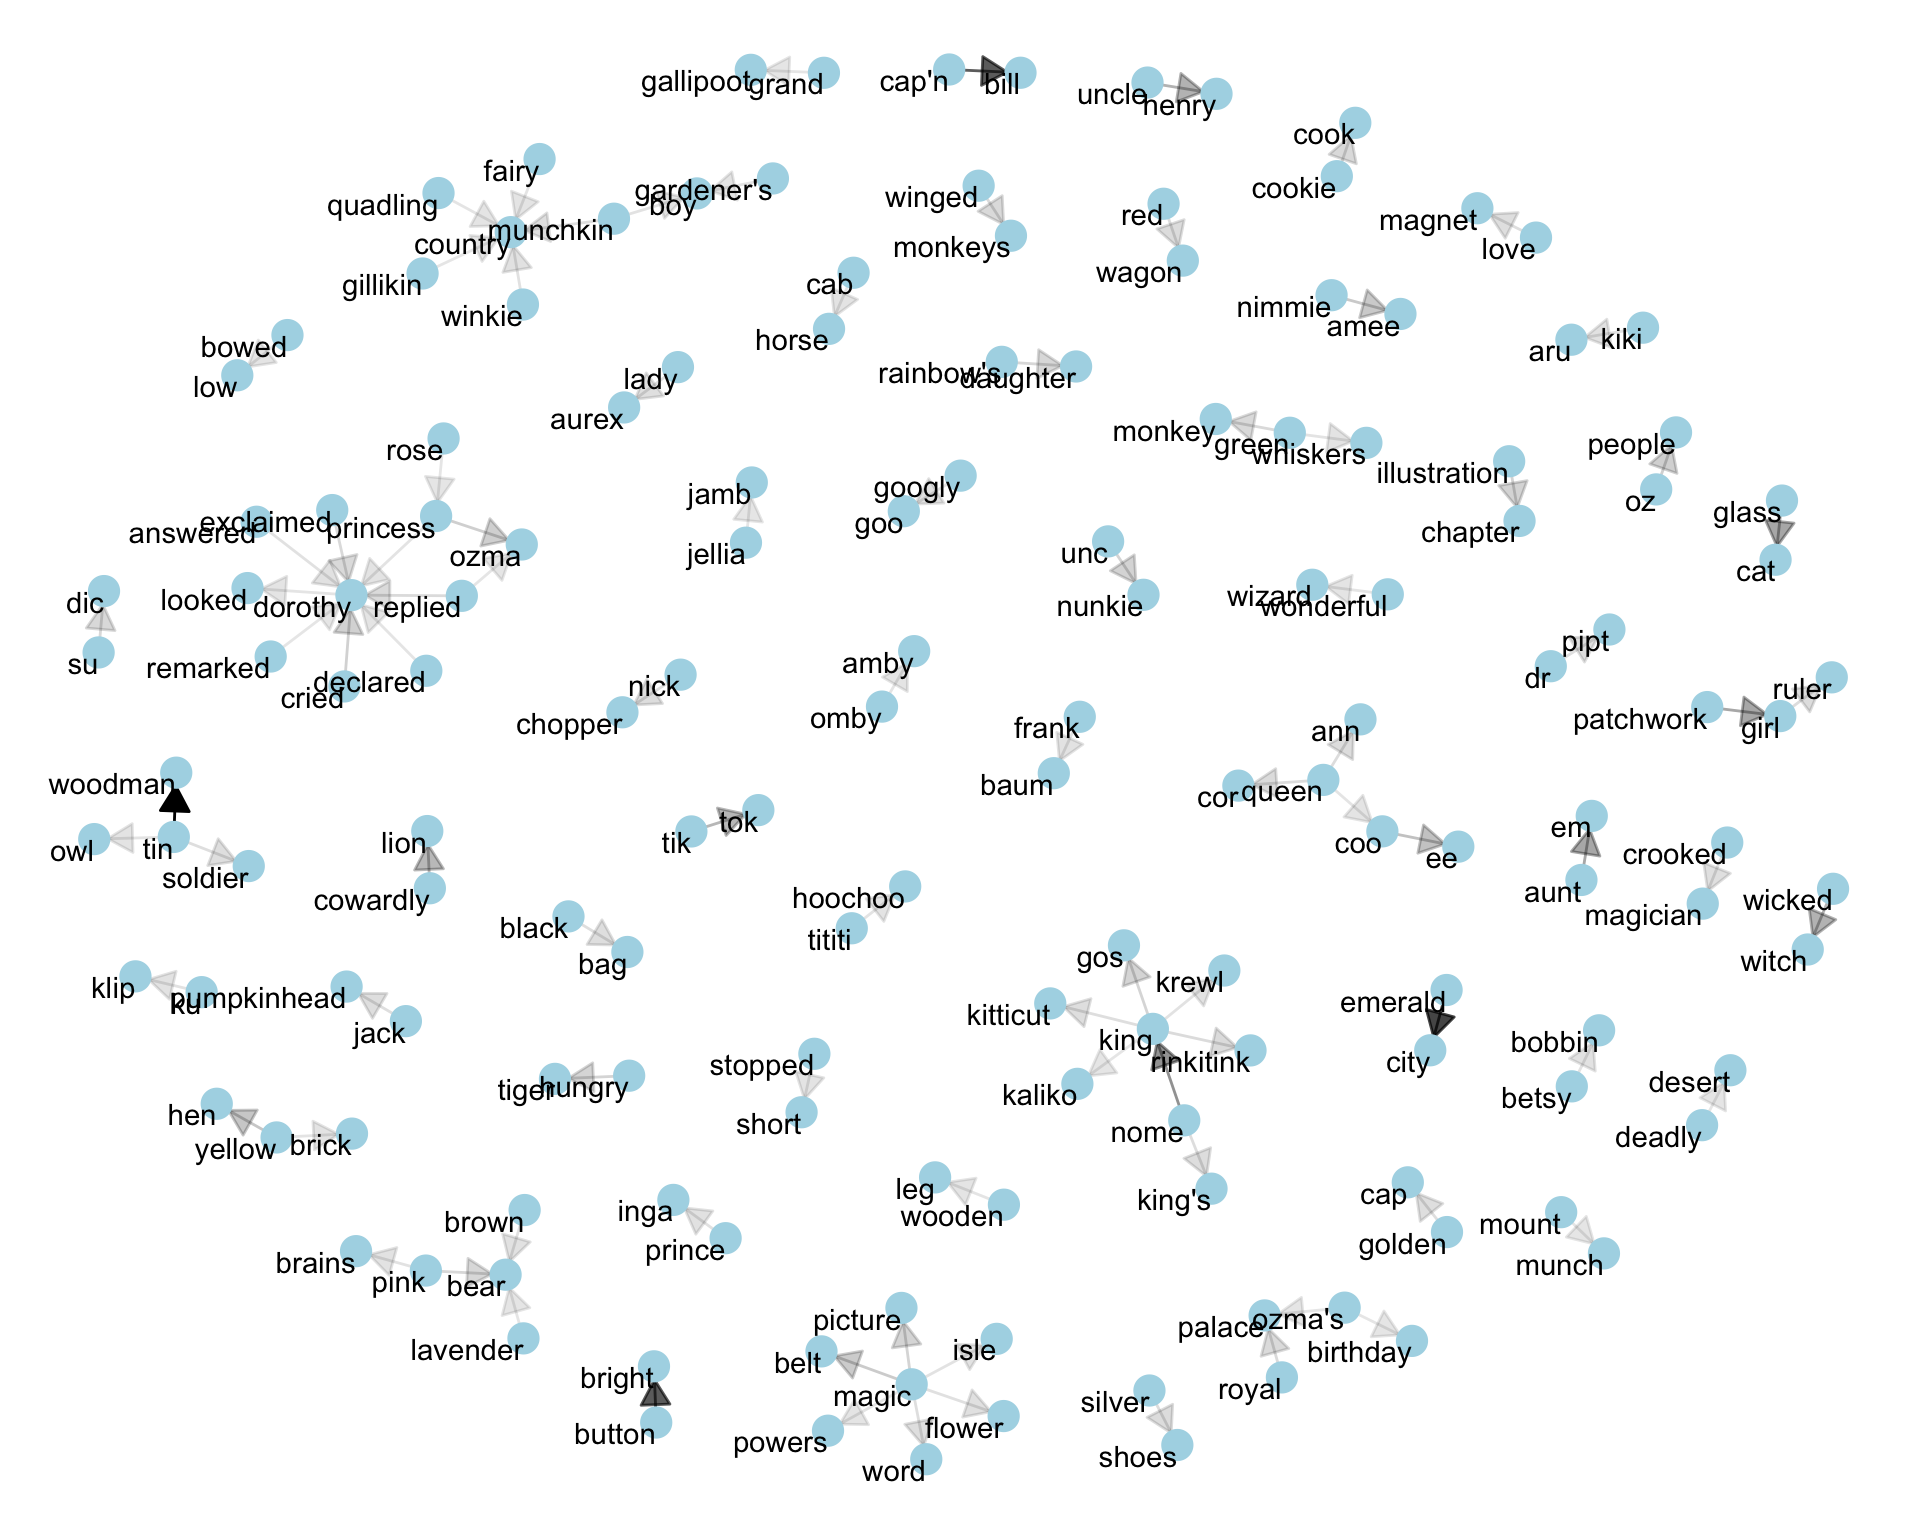 gallipoot
grand
cap'n
bill
uncle
henry
cook
cookie
fairy
quadling
gardener's
boy
munchkin
country
gillikin
winkie
winged
monkeys
red
wagon
magnet
love
cab
horse
nimmie
amee
aru
kiki
bowed
low
lady
aurex
rainbow's
daughter
monkey
green
whiskers
illustration
chapter
people
oz
glass
cat
rose
answered
exclaimed
princess
ozma
looked
dorothy
replied
remarked
cried
declared
dic
su
jamb
jellia
googly
goo
unc
nunkie
wizard
wonderful
pipt
dr
ruler
patchwork
girl
nick
chopper
amby
omby
frank
baum
ann
cor
queen
coo
ee
woodman
owl
tin
soldier
lion
cowardly
tik
tok
em
aunt
crooked
magician
wicked
witch
black
bag
hoochoo
tititi
klip
ku
pumpkinhead
jack
gos
krewl
kitticut
king
rinkitink
kaliko
nome
king's
emerald
city
bobbin
betsy
desert
deadly
tiger
hungry
stopped
short
hen
yellow
brick
leg
wooden
cap
golden
mount
munch
brown
brains
pink
bear
lavender
inga
prince
picture
belt
isle
magic
powers
flower
word
palace
ozma's
birthday
royal
bright
button
silver
shoes